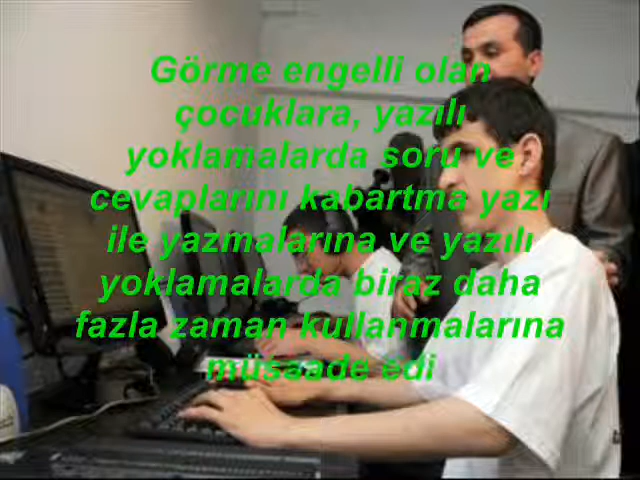 Görme engelli olan
çocuklara, yazılı
yoklamalarda soru ve
cevaplarını kabartma yazı
ile yazmalarına ve yazılı
yoklamalarda biraz daha
fazla zaman kullanmalarına
müsaade edi